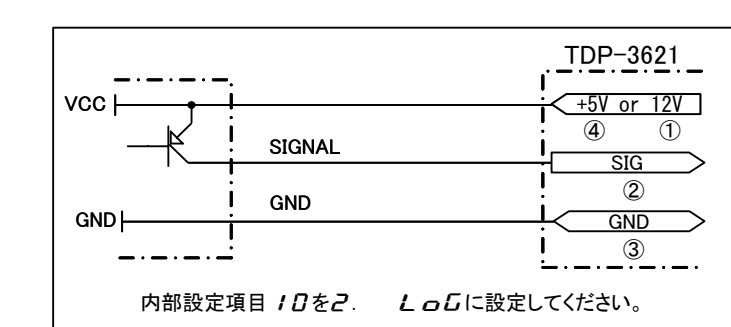 TDP-3621
VCC
+5V or 12V
④ ①
SIGNAL
SIG
②
GND
GND
GND
③
内部設定項目 10を2. LoGに設定してください。